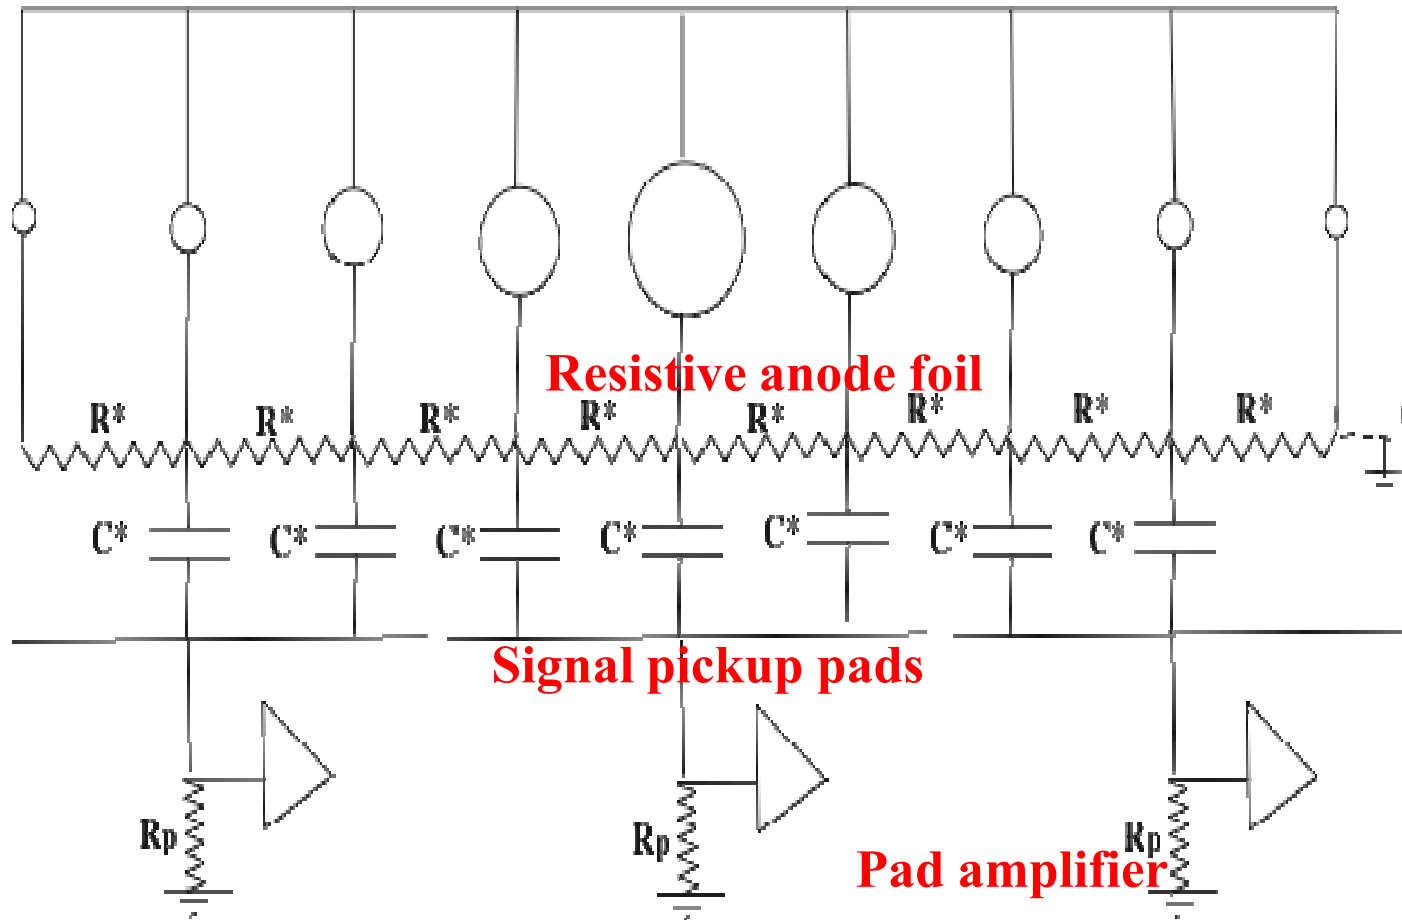 Resistive anode foil
R* R* R* R* R* R* R* R*
C* C* C* C* C* C* C*
Signal pickup pads
Rp Rp Rp
Pad amplifier